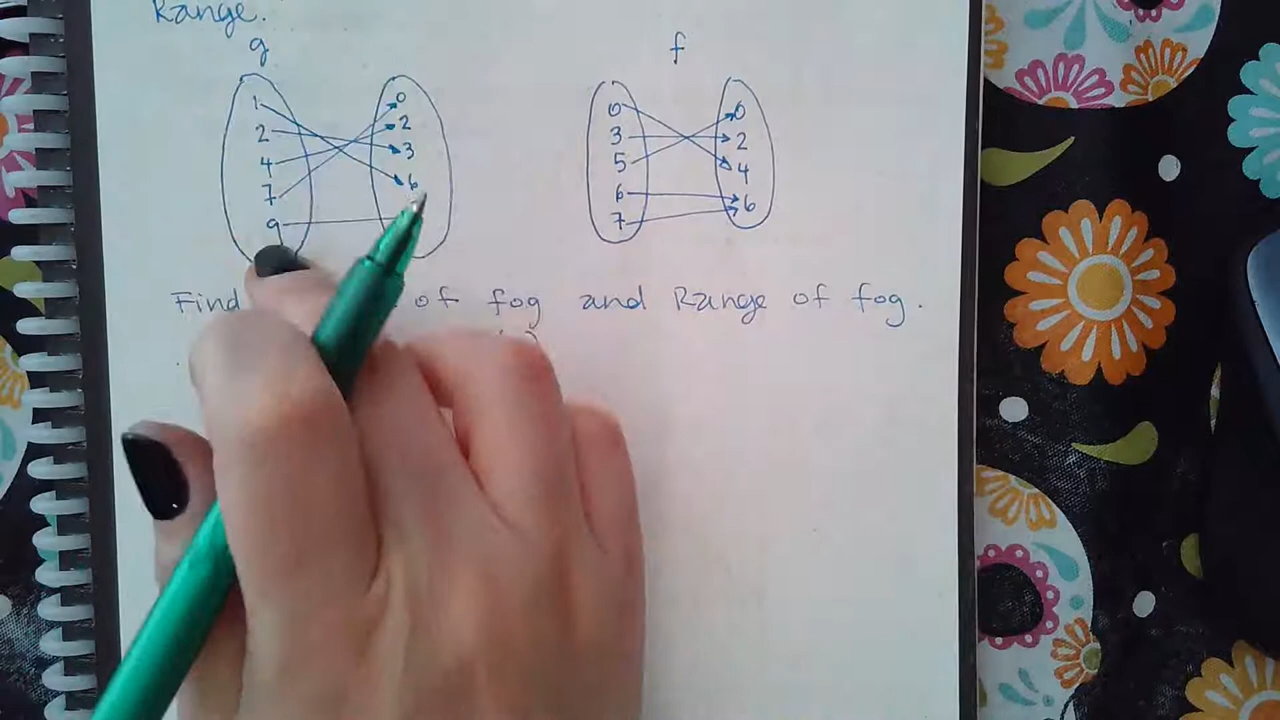 Range.
g f
1 0 0 0
2 2 3 2
4 3 5 4
7 6 6 6
9 7
Find of fog and Range of fog.